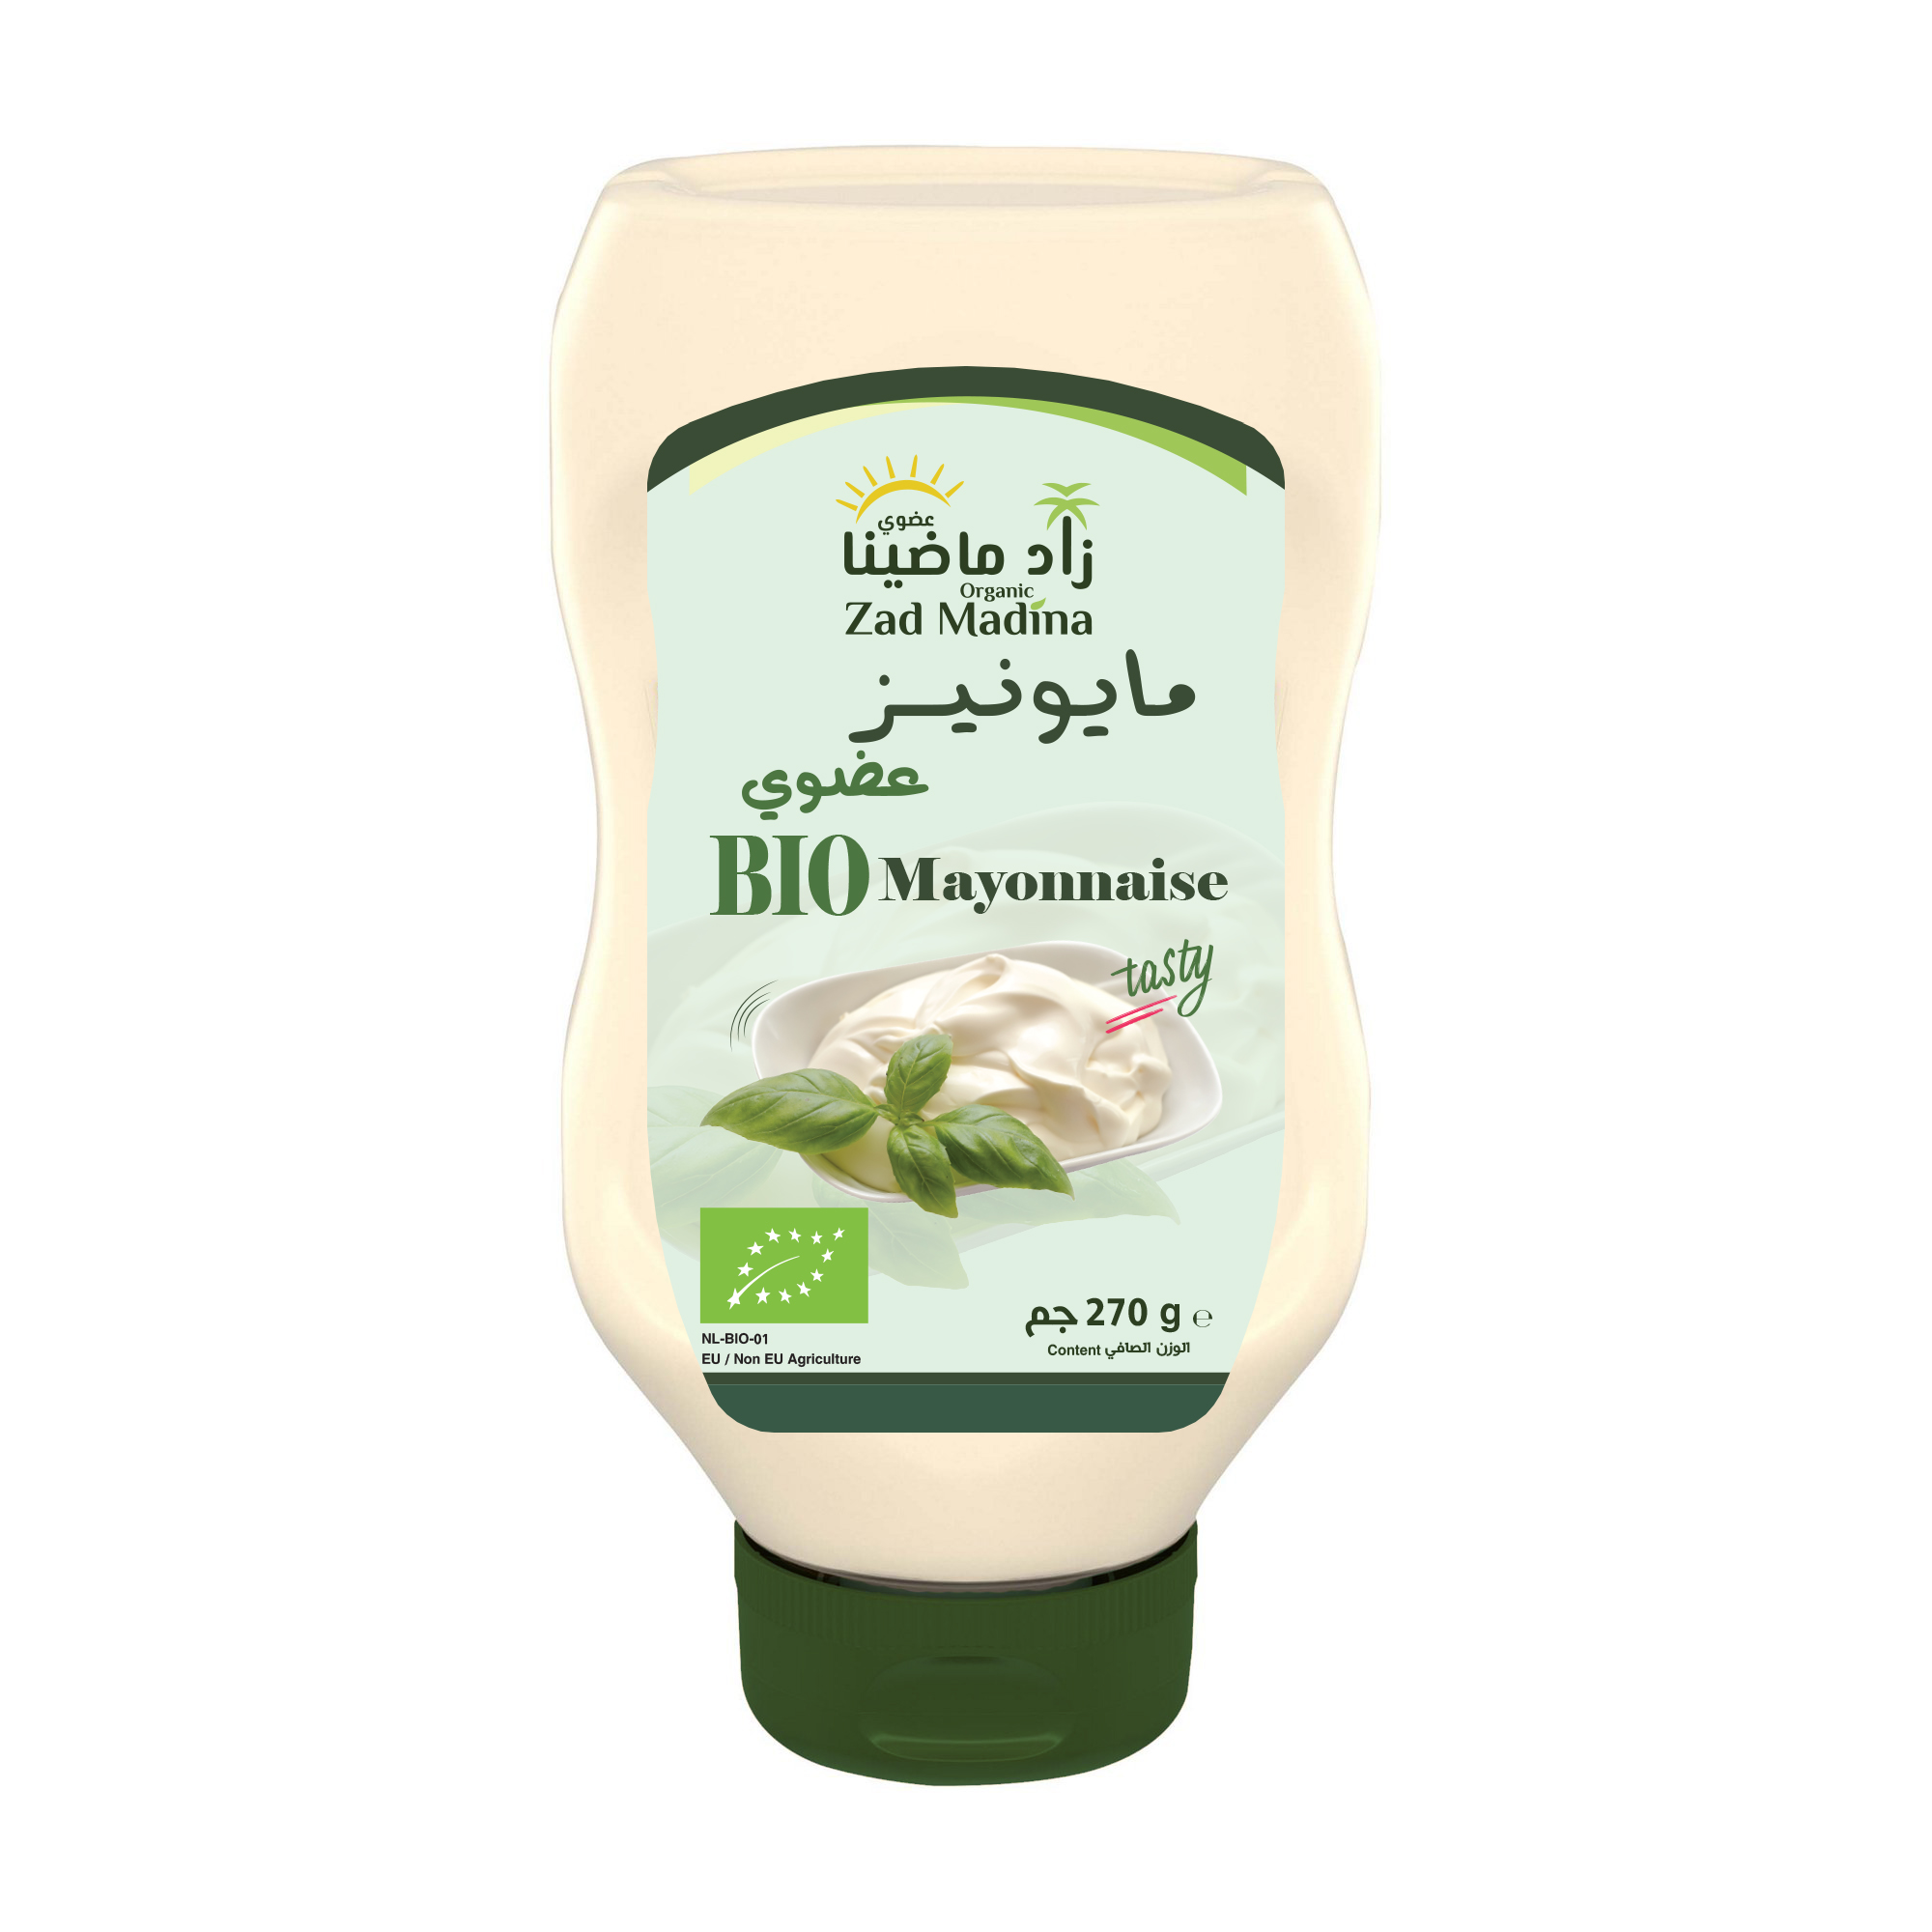 عضوي
زاد ماضينا
Organic
Zad Madina
مايونيز
عضوي
BIO Mayonnaise
tasty
NL-BIO-01
EU / Non EU Agriculture
270 g جم ℮
Content الوزن الصافي